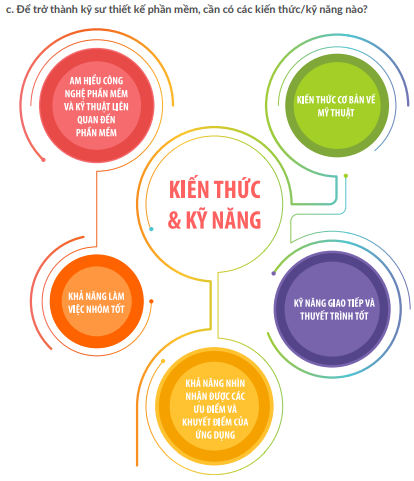 c. Để trở thành kỹ sư thiết kế phần mềm, cần có các kiến thức/kỹ năng nào?
AM HIỂU CÔNG
NGHỆ PHẦN MỀM
VÀ KỸ THUẬT LIÊN
QUAN ĐẾN
PHẦN MỀM
KIẾN THỨC CƠ BẢN VỀ
MỸ THUẬT
KIẾN THỨC
& KỸ NĂNG
KHẢ NĂNG LÀM
VIỆC NHÓM TỐT
KỸ NĂNG GIAO TIẾP VÀ
THUYẾT TRÌNH TỐT
KHẢ NĂNG NHÌN
NHẬN ĐƯỢC CÁC
ƯU ĐIỂM VÀ
KHUYẾT ĐIỂM CỦA
ỨNG DỤNG